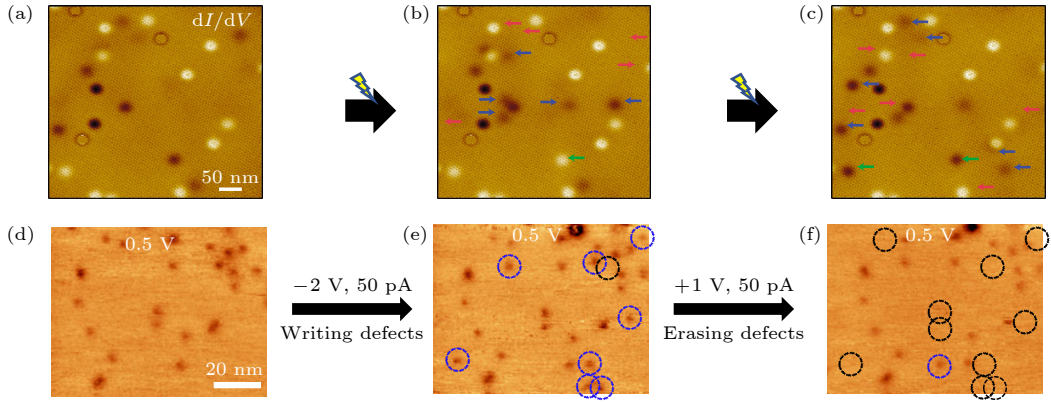 (a)
dI/dV
50 nm
(b)
(c)
(d)
0.5 V
20 nm
−2 V, 50 pA
Writing defects
(e)
0.5 V
+1 V, 50 pA
Erasing defects
(f)
0.5 V